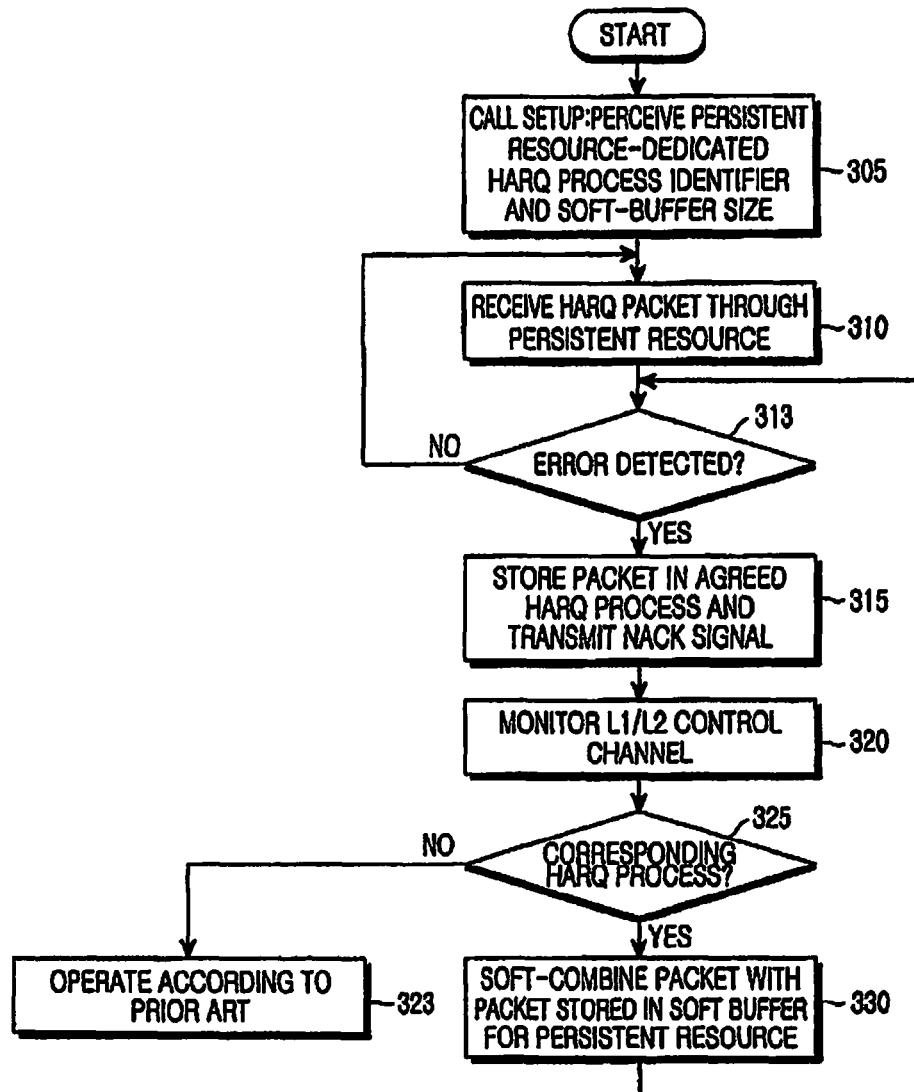 START
CALL SETUP:PERCEIVE PERSISTENT
RESOURCE-DEDICATED
HARQ PROCESS IDENTIFIER
AND SOFT-BUFFER SIZE
305
RECEIVE HARQ PACKET THROUGH
PERSISTENT RESOURCE
310
313
NO
ERROR DETECTED?
YES
STORE PACKET IN AGREED
HARQ PROCESS AND
TRANSMIT NACK SIGNAL
315
MONITOR L1/L2 CONTROL
CHANNEL
320
325
NO
CORRESPONDING
HARQ PROCESS?
YES
OPERATE ACCORDING TO
PRIOR ART
323
SOFT-COMBINE PACKET WITH
PACKET STORED IN SOFT BUFFER
FOR PERSISTENT RESOURCE
330